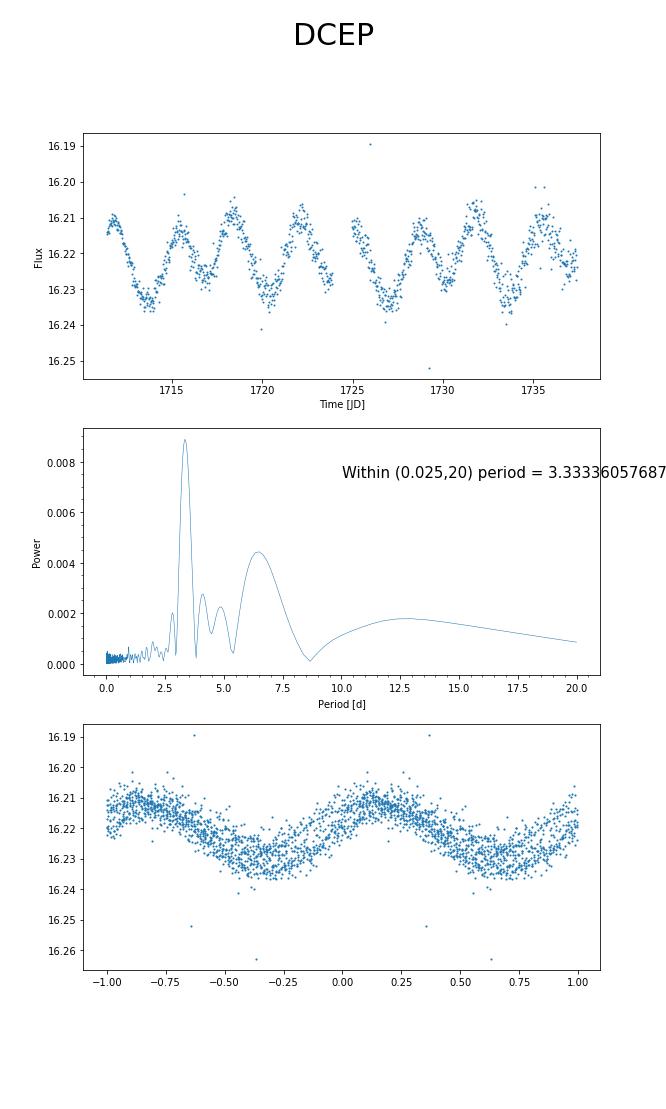 DCEP
16.19
16.20
16.21
16.22
16.23
16.24
16.25
Flux
1715 1720 1725 1730 1735
Time [JD]
Within (0.025,20) period = 3.33336057687
0.008
0.006
0.004
0.002
0.000
Power
0.0 2.5 5.0 7.5 10.0 12.5 15.0 17.5 20.0
Period [d]
16.19
16.20
16.21
16.22
16.23
16.24
16.25
16.26
−1.00 −0.75 −0.50 −0.25 0.00 0.25 0.50 0.75 1.00